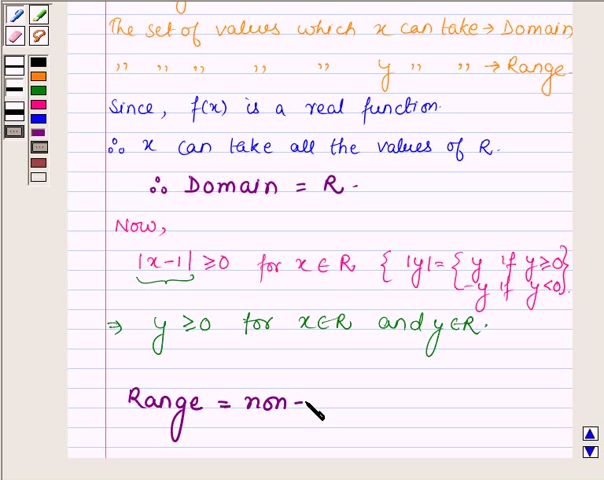 The set of values which x can take → Domain
,, ,, ,, ,, ,, y ,, ,, → Range
Since, f(x) is a real function.
∴ x can take all the values of R.
∴ Domain = R.
Now,
|x-1| ≥0 for x∈R { |y| = { y if y≥0 }
-y if y<0
⇒ y ≥0 for x∈R and y∈R.
Range = non-